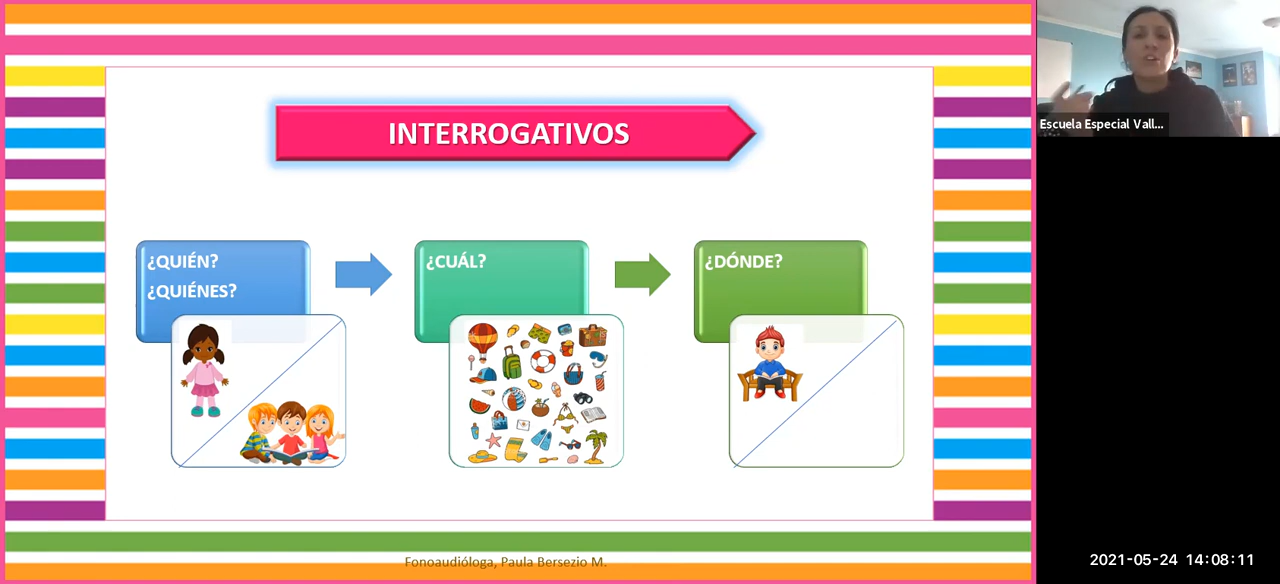 INTERROGATIVOS
¿QUIÉN?
¿QUIÉNES?
¿CUÁL?
¿DÓNDE?
Fonoaudióloga, Paula Bersezio M.
Escuela Especial Vall...
2021-05-24 14:08:11